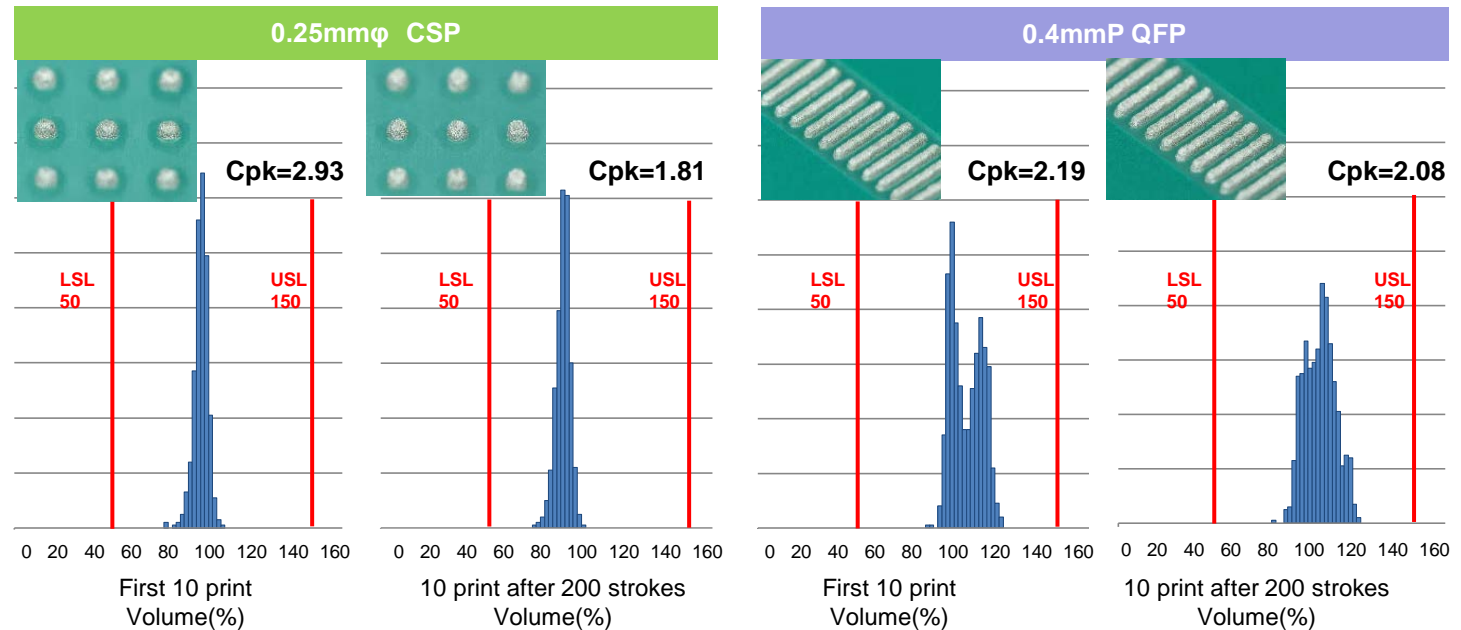 0.25mmφ CSP
0.4mmP QFP
Cpk=2.93
Cpk=1.81
Cpk=2.19
Cpk=2.08
LSL
50
USL
150
LSL
50
USL
150
LSL
50
USL
150
LSL
50
USL
150
0 20 40 60 80 100 120 140 160
0 20 40 60 80 100 120 140 160
0 20 40 60 80 100 120 140 160
0 20 40 60 80 100 120 140 160
First 10 print
Volume(%)
10 print after 200 strokes
Volume(%)
First 10 print
Volume(%)
10 print after 200 strokes
Volume(%)